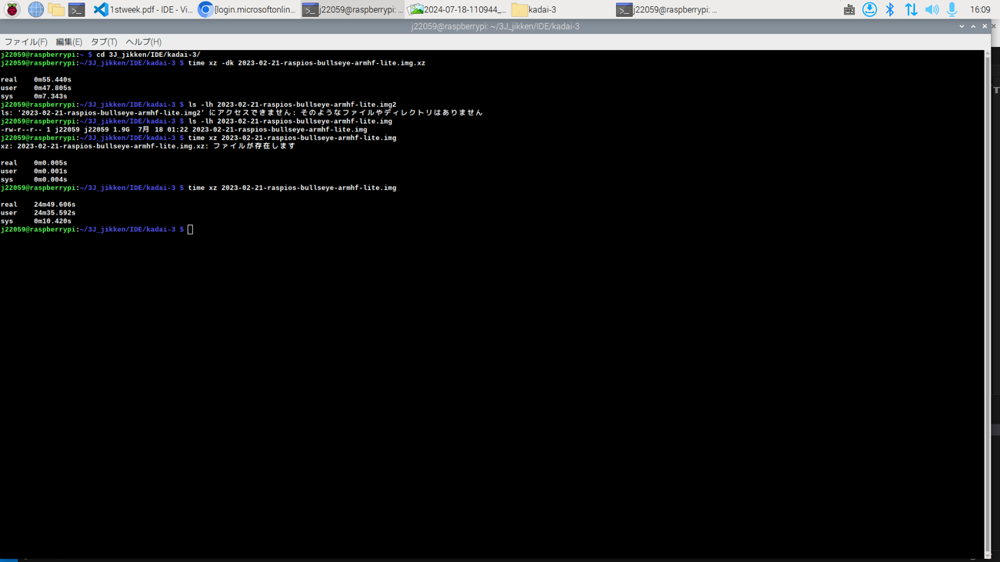 1stweek.pdf - IDE - Vi...
[login.microsoftonlin...
j22059@raspberrypi: ...
2024-07-18-110944_...
kadai-3
j22059@raspberrypi: ...
16:09
j22059@raspberrypi: ~/3J_jikken/IDE/kadai-3
ファイル(F) 編集(E) タブ(T) ヘルプ(H)
j22059@raspberrypi:~ $ cd 3J_jikken/IDE/kadai-3/
j22059@raspberrypi:~/3J_jikken/IDE/kadai-3 $ time xz -dk 2023-02-21-raspios-bullseye-armhf-lite.img.xz
real 0m55.440s
user 0m47.805s
sys 0m7.343s
j22059@raspberrypi:~/3J_jikken/IDE/kadai-3 $ ls -lh 2023-02-21-raspios-bullseye-armhf-lite.img2
ls: '2023-02-21-raspios-bullseye-armhf-lite.img2' にアクセスできません: そのようなファイルやディレクトリはありません
j22059@raspberrypi:~/3J_jikken/IDE/kadai-3 $ ls -lh 2023-02-21-raspios-bullseye-armhf-lite.img
-rw-r--r-- 1 j22059 j22059 1.9G 7月 18 01:22 2023-02-21-raspios-bullseye-armhf-lite.img
j22059@raspberrypi:~/3J_jikken/IDE/kadai-3 $ time xz 2023-02-21-raspios-bullseye-armhf-lite.img
xz: 2023-02-21-raspios-bullseye-armhf-lite.img.xz: ファイルが存在します
real 0m0.005s
user 0m0.001s
sys 0m0.004s
j22059@raspberrypi:~/3J_jikken/IDE/kadai-3 $ time xz 2023-02-21-raspios-bullseye-armhf-lite.img
real 24m49.606s
user 24m35.592s
sys 0m10.420s
j22059@raspberrypi:~/3J_jikken/IDE/kadai-3 $